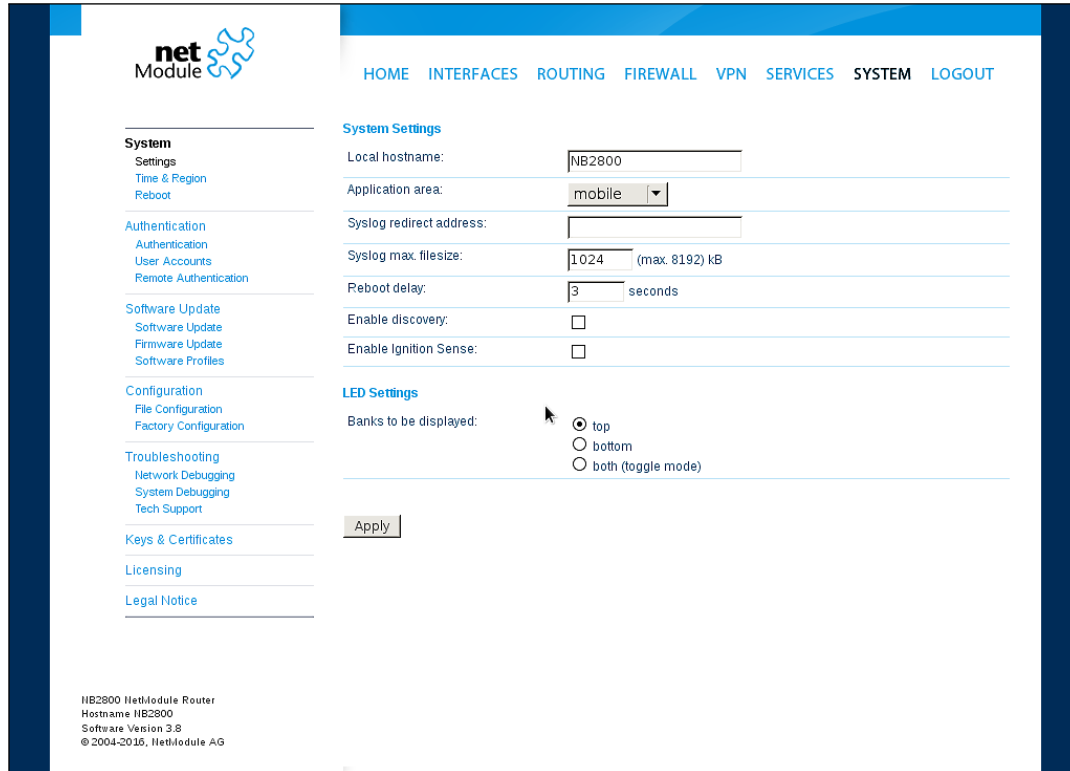 net
Module
HOME INTERFACES ROUTING FIREWALL VPN SERVICES SYSTEM LOGOUT
System
Settings
Time & Region
Reboot
Authentication
Authentication
User Accounts
Remote Authentication
Software Update
Software Update
Firmware Update
Software Profiles
Configuration
File Configuration
Factory Configuration
Troubleshooting
Network Debugging
System Debugging
Tech Support
Keys & Certificates
Licensing
Legal Notice
System Settings
Local hostname: NB2800
Application area: mobile
Syslog redirect address:
Syslog max. filesize: 1024 (max. 8192) kB
Reboot delay: 3 seconds
Enable discovery:
Enable Ignition Sense:
LED Settings
Banks to be displayed: top
bottom
both (toggle mode)
Apply
NB2800 NetModule Router
Hostname NB2800
Software Version 3.8
© 2004-2016, NetModule AG